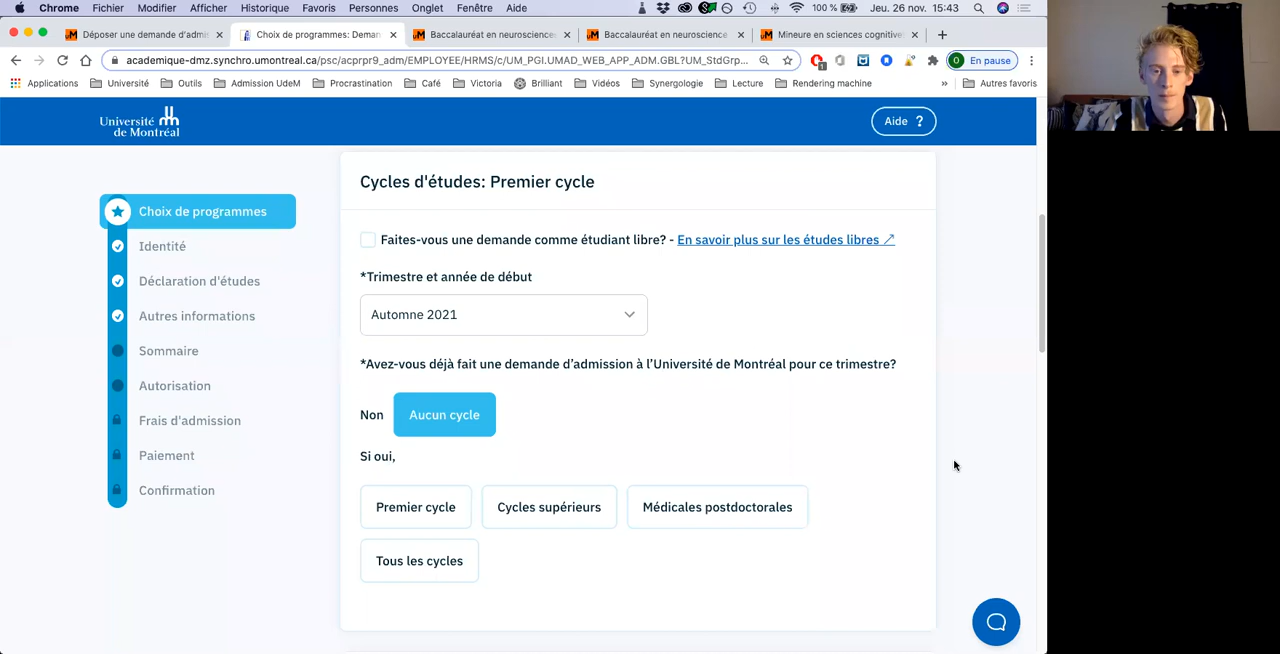 Chrome Fichier Modifier Afficher Historique Favoris Personnes Onglet Fenêtre Aide 100 % Jeu. 26 nov. 15:43
Déposer une demande d'admis Choix de programmes: Deman Baccalauréat en neurosciences Baccalauréat en neuroscience Mineure en sciences cognitive
academique-dmz.synchro.umontreal.ca/psc/acprpr9_adm/EMPLOYEE/HRMS/c/UM_PGI.UMAD_WEB_APP_ADM.GBL?UM_StdGrp... O En pause
Applications Université Outils Admission UdeM Procrastination Café Victoria Brilliant Vidéos Synergologie Lecture Rendering machine » Autres favoris
Université
de Montréal
Aide ?
Choix de programmes
Identité
Déclaration d'études
Autres informations
Sommaire
Autorisation
Frais d'admission
Paiement
Confirmation
Cycles d'études: Premier cycle
Faites-vous une demande comme étudiant libre? - En savoir plus sur les études libres
*Trimestre et année de début
Automne 2021
*Avez-vous déjà fait une demande d’admission à l’Université de Montréal pour ce trimestre?
Non Aucun cycle
Si oui,
Premier cycle Cycles supérieurs Médicales postdoctorales
Tous les cycles